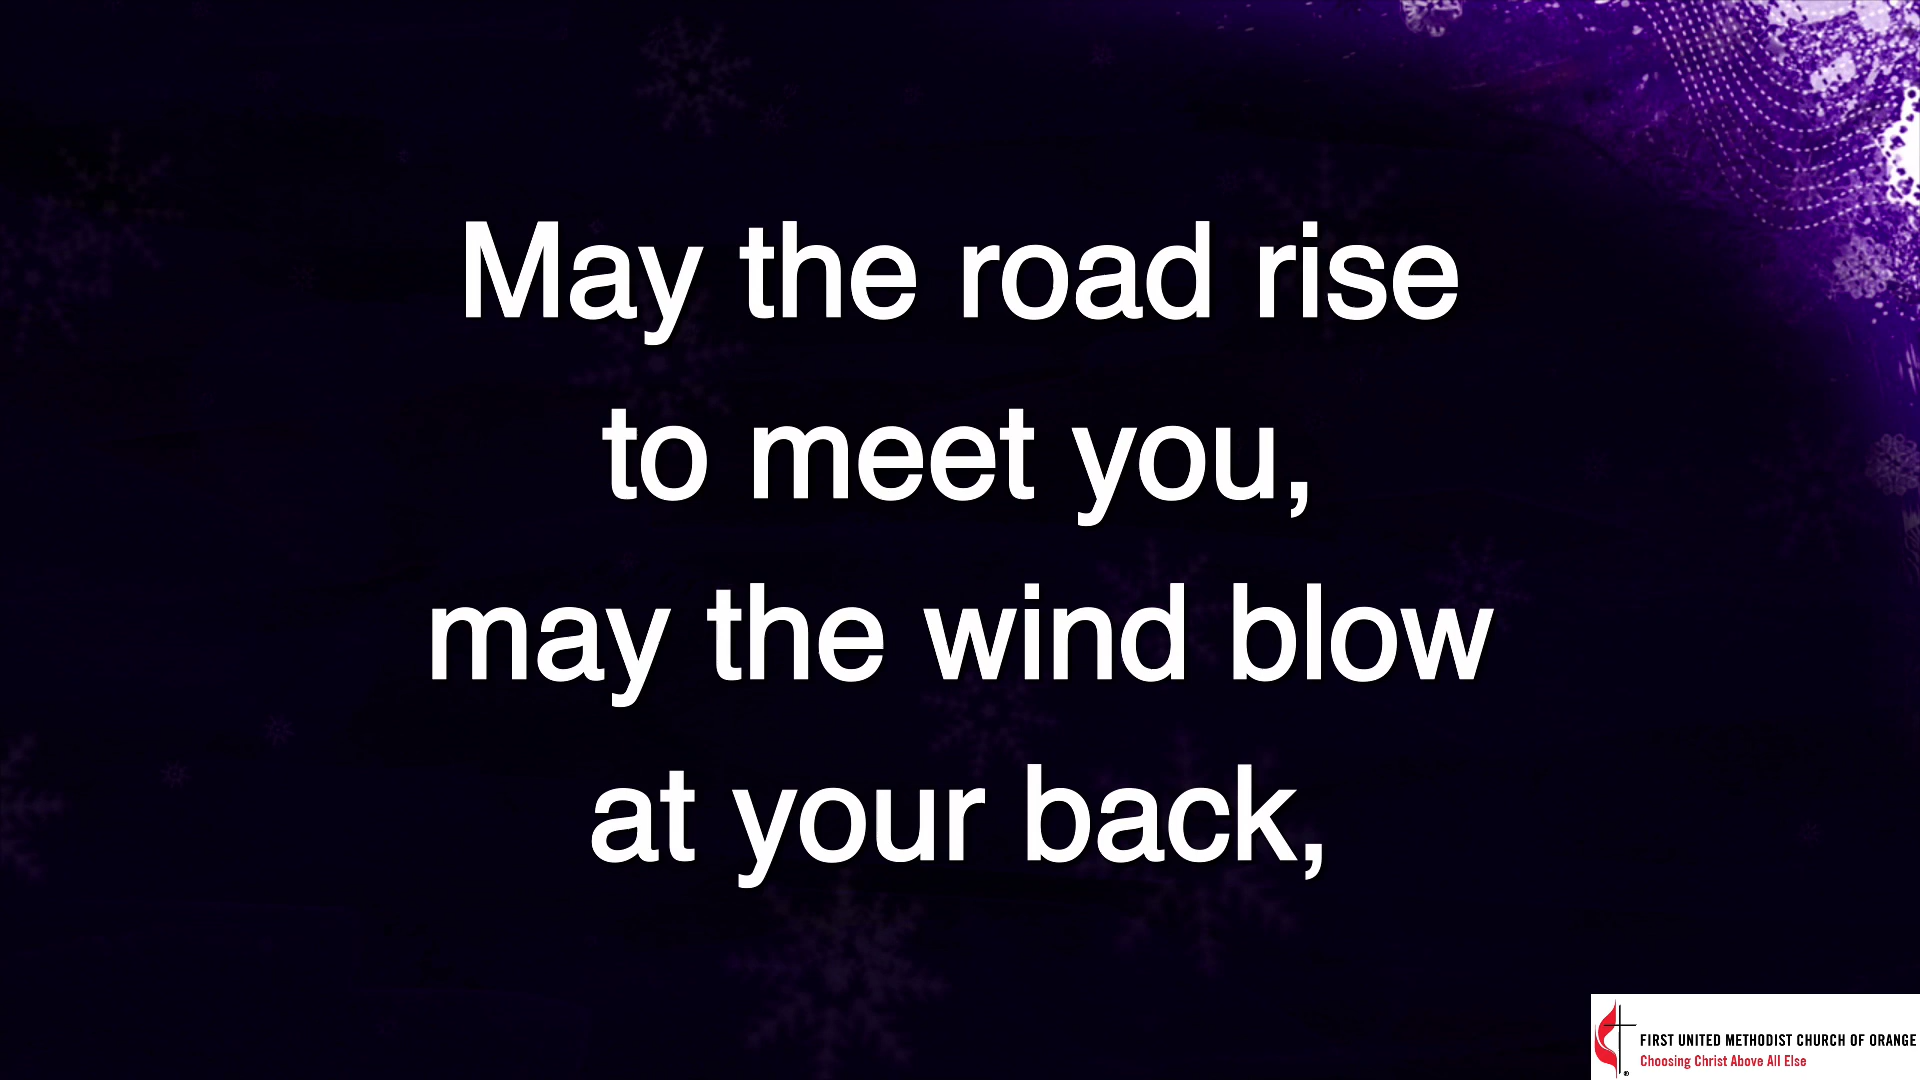 May the road rise
to meet you,
may the wind blow
at your back,
FIRST UNITED METHODIST CHURCH OF ORANGE
Choosing Christ Above All Else